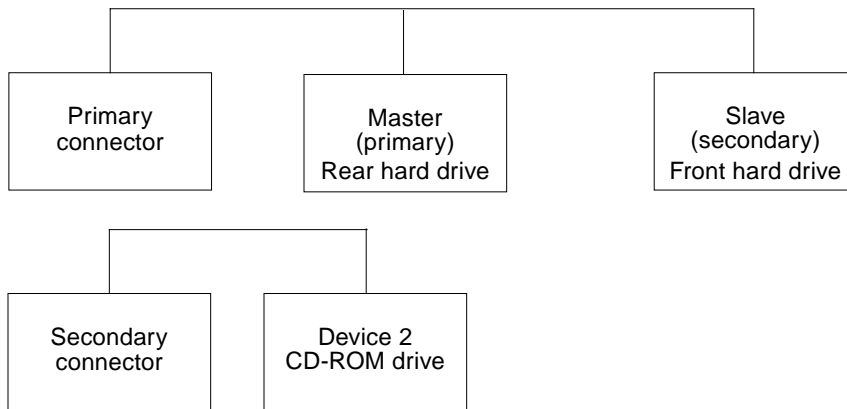 Primary
connector
Master
(primary)
Rear hard drive
Slave
(secondary)
Front hard drive
Secondary
connector
Device 2
CD-ROM drive